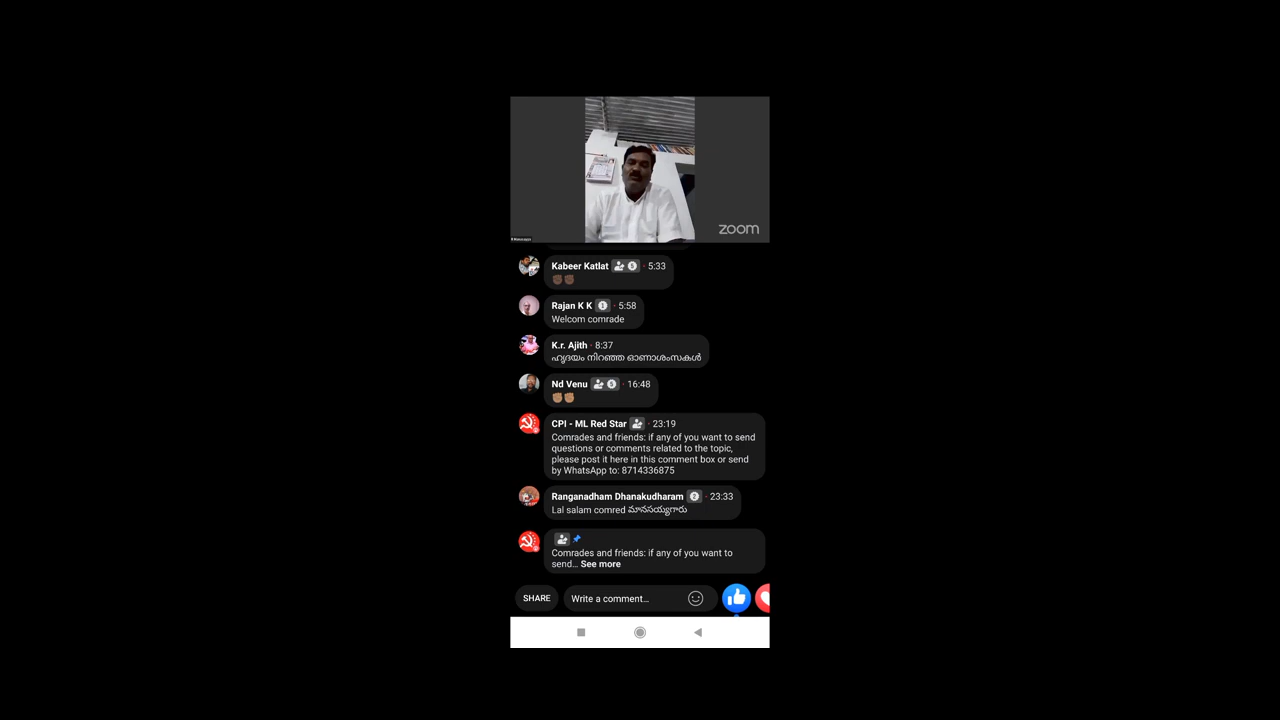 zoom
Kabeer Katlat · 5:33
✊🏿✊🏿
Rajan K K · 5:58
Welcom comrade
K.r. Ajith · 8:37
ഹൃദയം നിറഞ്ഞ ഓണാശംസകൾ
Nd Venu · 16:48
✊🏽✊🏽
CPI - ML Red Star · 23:19
Comrades and friends: if any of you want to send
questions or comments related to the topic,
please post it here in this comment box or send
by WhatsApp to: 8714336875
Ranganadham Dhanakudharam · 23:33
Lal salam comred మానసయ్యగారు
Comrades and friends: if any of you want to
send... See more
SHARE
Write a comment...